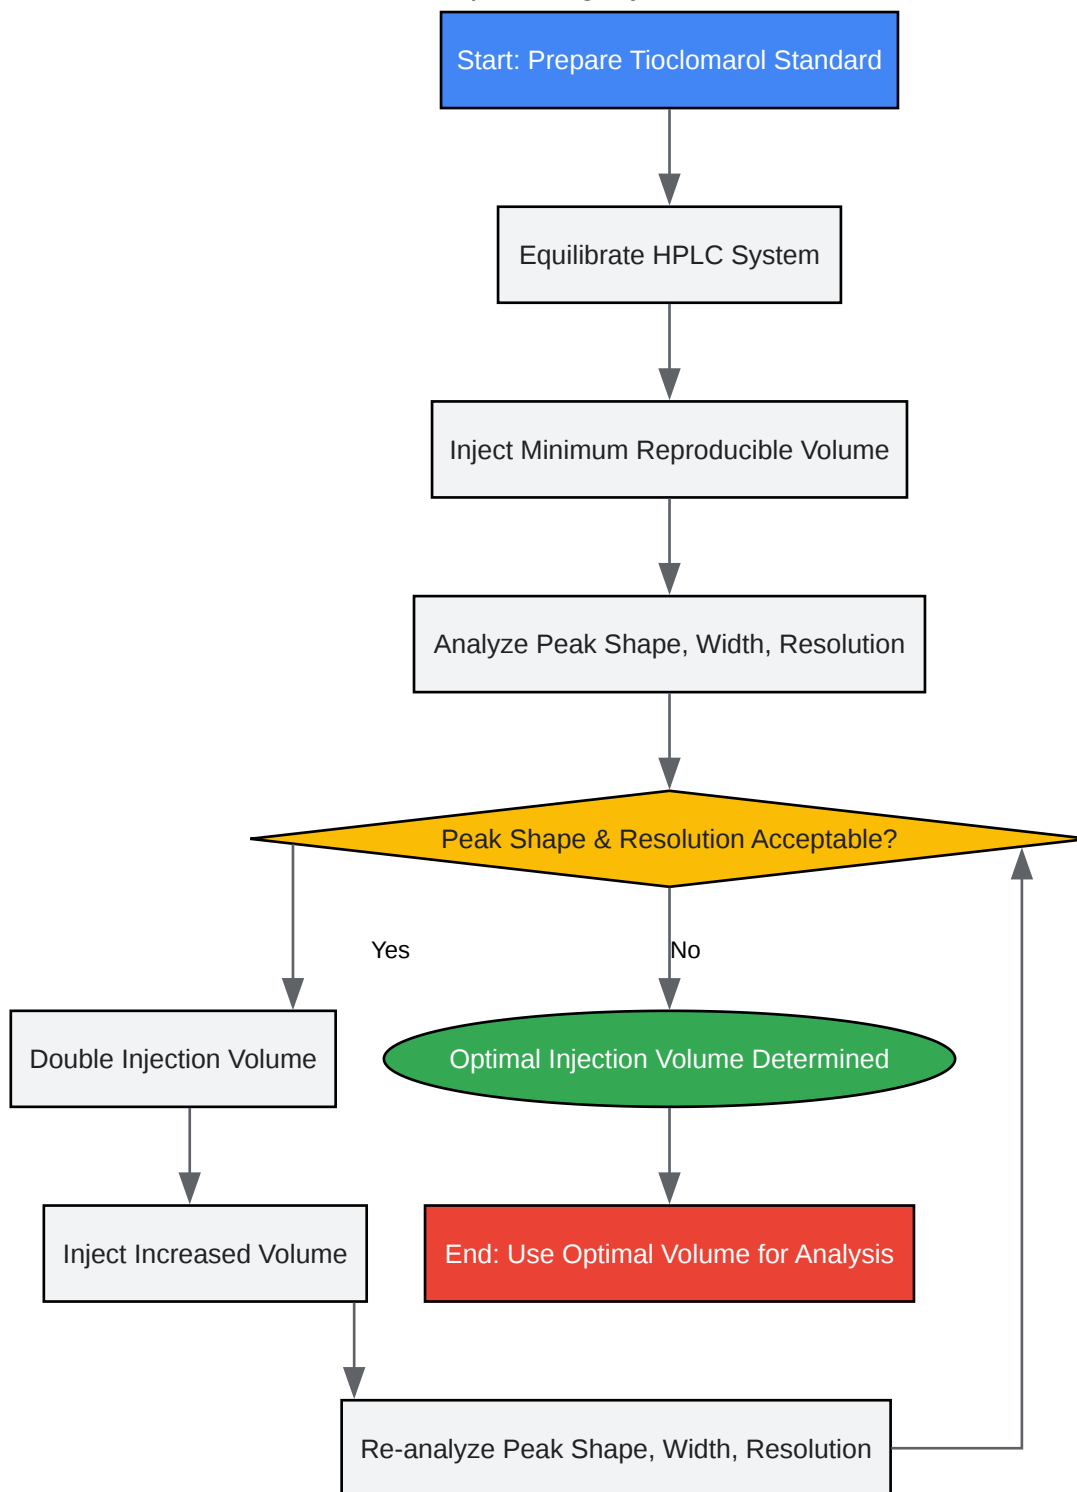 Start: Prepare Tioclomarol Standard
Equilibrate HPLC System
Inject Minimum Reproducible Volume
Analyze Peak Shape, Width, Resolution
Peak Shape & Resolution Acceptable?
Yes
No
Double Injection Volume
Optimal Injection Volume Determined
Inject Increased Volume
End: Use Optimal Volume for Analysis
Re-analyze Peak Shape, Width, Resolution